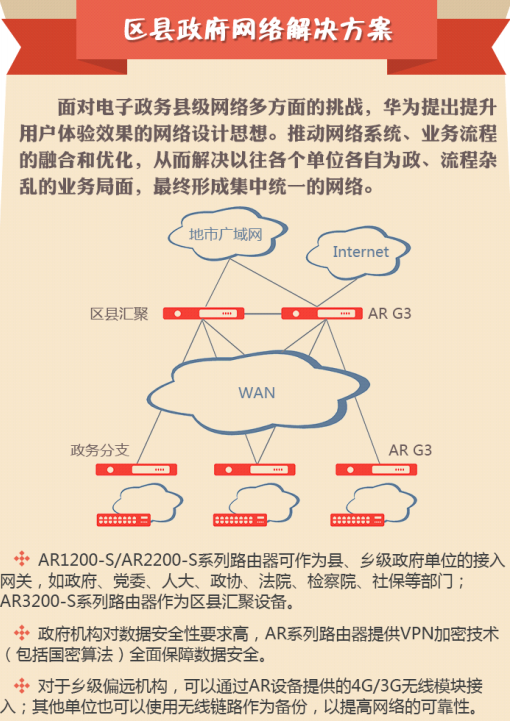 区县政府网络解决方案
面对电子政务县级网络多方面的挑战，华为提出提升
用户体验效果的网络设计思想。推动网络系统、业务流程
的融合和优化，从而解决以往各个单位各自为政、流程杂
乱的业务局面，最终形成集中统一的网络。
地市广域网
Internet
区县汇聚
AR G3
WAN
政务分支
AR G3
AR1200-S/AR2200-S系列路由器可作为县、乡级政府单位的接入
网关，如政府、党委、人大、政协、法院、检察院、社保等部门；
AR3200-S系列路由器作为区县汇聚设备。
政府机构对数据安全性要求高，AR系列路由器提供VPN加密技术
（包括国密算法）全面保障数据安全。
对于乡级偏远机构，可以通过AR设备提供的4G/3G无线模块接
入；其他单位也可以使用无线链路作为备份，以提高网络的可靠性。